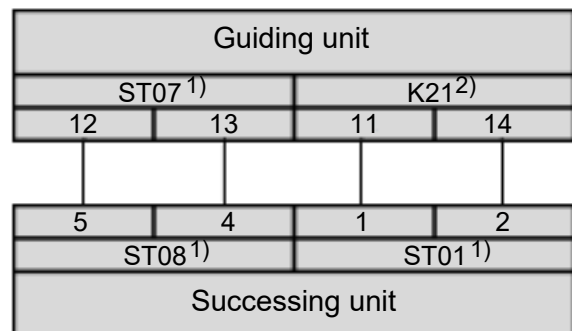 Guiding unit
ST07 1) K21 2)
12 13 11 14
5 4 1 2
ST08 1) ST01 1)
Successing unit